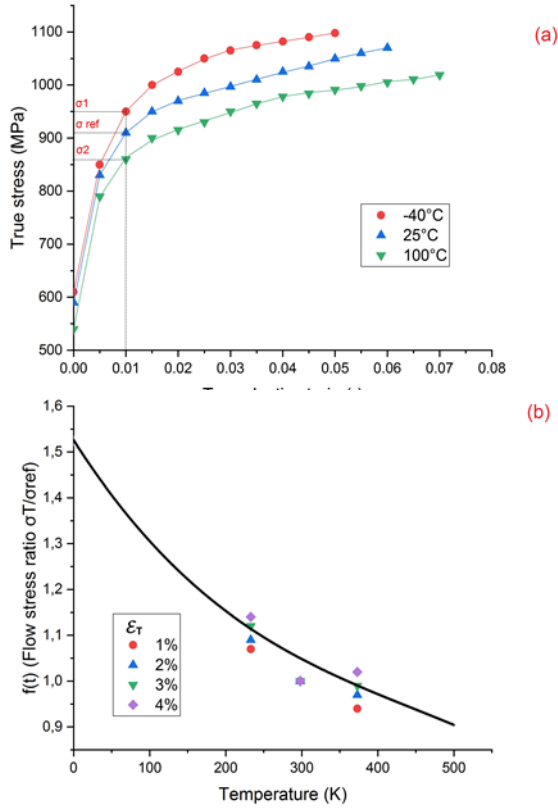 (a)
1100
1000
900
800
700
600
500
True stress (MPa)
σ1
σ ref
σ2
-40°C
25°C
100°C
0.00 0.01 0.02 0.03 0.04 0.05 0.06 0.07 0.08
(b)
1,6
1,5
1,4
1,3
1,2
1,1
1,0
0,9
f(t) (Flow stress ratio σT/σref)
ℰT
1%
2%
3%
4%
0 100 200 300 400 500
Temperature (K)